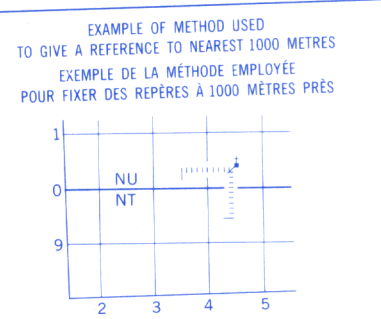 EXAMPLE OF METHOD USED
TO GIVE A REFERENCE TO NEAREST 1000 METRES
EXEMPLE DE LA MÉTHODE EMPLOYÉE
POUR FIXER DES REPÈRES À 1000 MÈTRES PRÈS
1
NU
0
NT
9
2 3 4 5